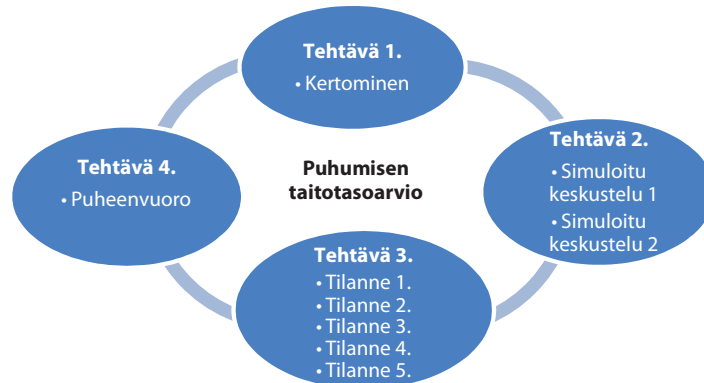 Tehtävä 1.
• Kertominen
Tehtävä 2.
• Simuloitu
keskustelu 1
• Simuloitu
keskustelu 2
Puhumisen
taitotasoarvio
Tehtävä 4.
• Puheenvuoro
Tehtävä 3.
• Tilanne 1.
• Tilanne 2.
• Tilanne 3.
• Tilanne 4.
• Tilanne 5.